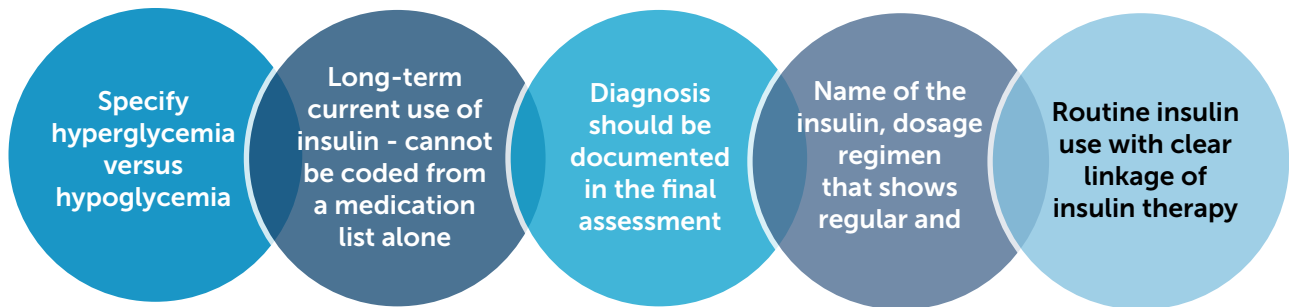 Specify
hyperglycemia
versus
hypoglycemia
Long-term
current use of
insulin - cannot
be coded from
a medication
list alone
Diagnosis
should be
documented
in the final
assessment
Name of the
insulin, dosage
regimen
that shows
regular and
Routine insulin
use with clear
linkage of
insulin therapy